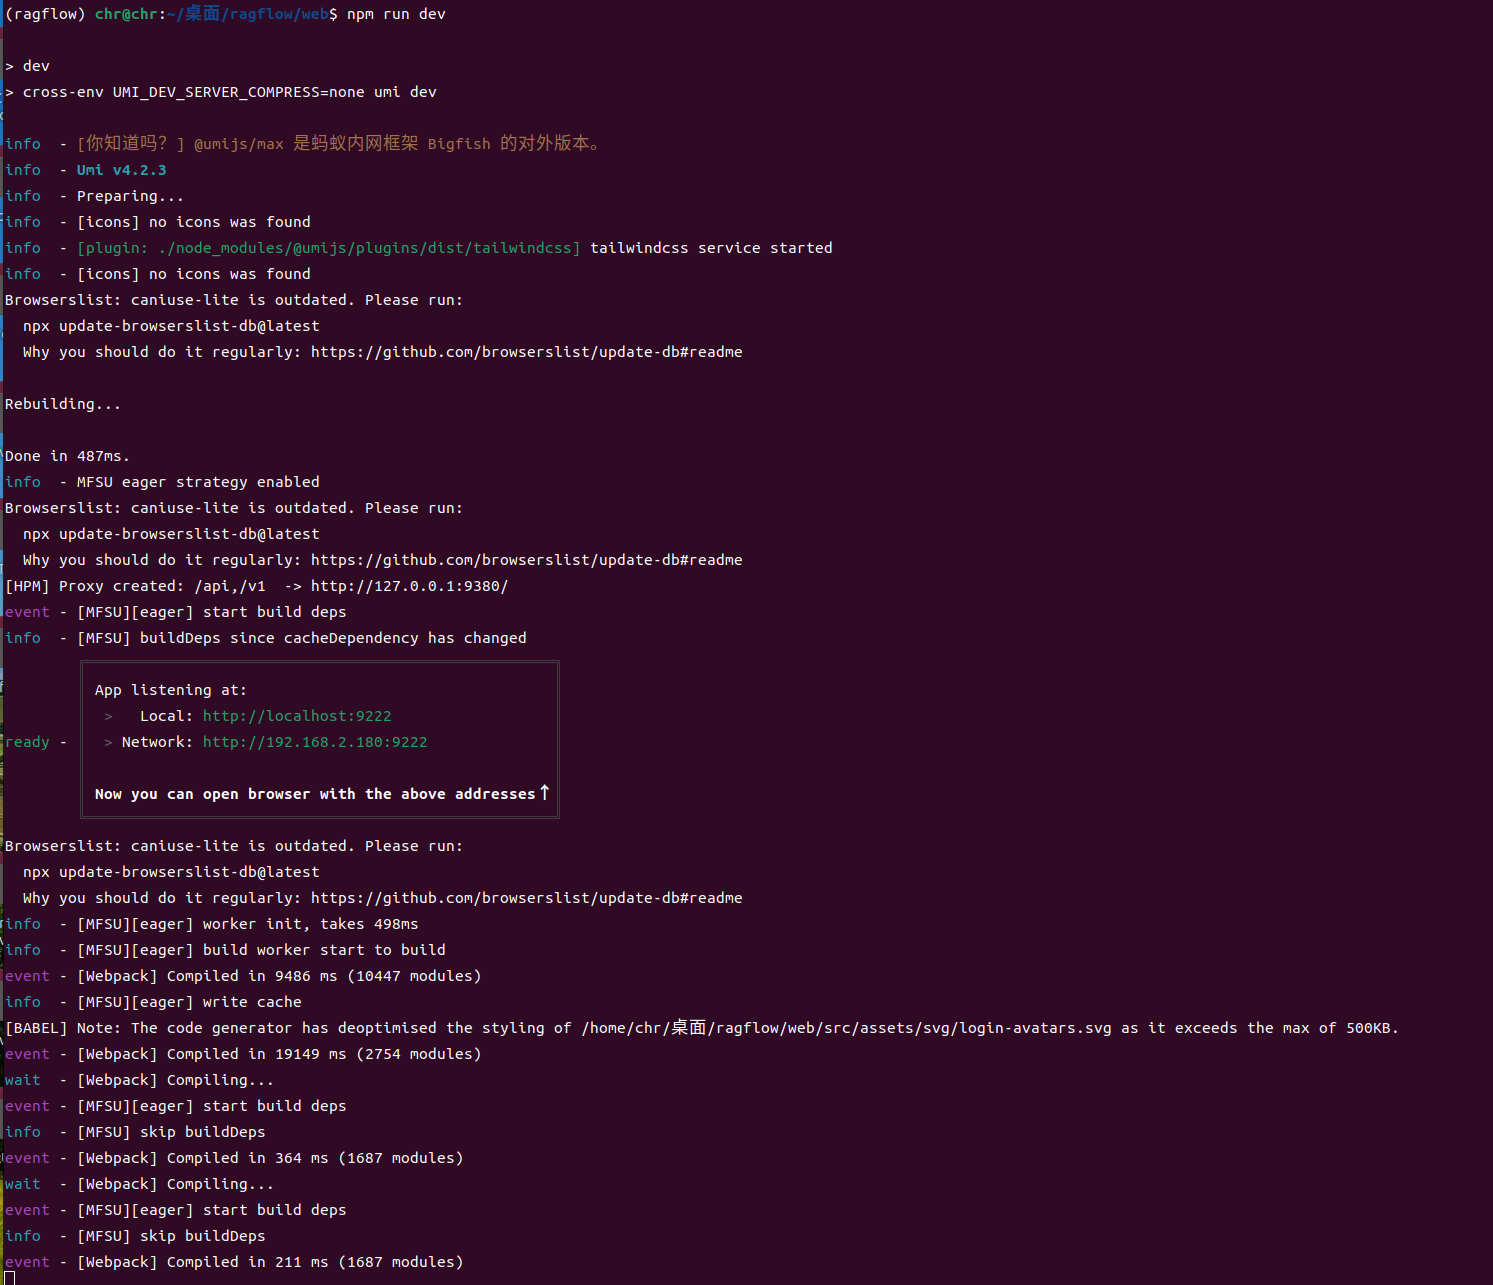 (ragflow) chr@chr:~/桌面/ragflow/web$ npm run dev
> dev
> cross-env UMI_DEV_SERVER_COMPRESS=none umi dev
info  - [你知道吗？] @umijs/max 是蚂蚁内网框架 Bigfish 的对外版本。
info  - Umi v4.2.3
info  - Preparing...
info  - [icons] no icons was found
info  - [plugin: ./node_modules/@umijs/plugins/dist/tailwindcss] tailwindcss service started
info  - [icons] no icons was found
Browserslist: caniuse-lite is outdated. Please run:
  npx update-browserslist-db@latest
  Why you should do it regularly: https://github.com/browserslist/update-db#readme
Rebuilding...
Done in 487ms.
info  - MFSU eager strategy enabled
Browserslist: caniuse-lite is outdated. Please run:
  npx update-browserslist-db@latest
  Why you should do it regularly: https://github.com/browserslist/update-db#readme
[HPM] Proxy created: /api,/v1  -> http://127.0.0.1:9380/
event - [MFSU][eager] start build deps
info  - [MFSU] buildDeps since cacheDependency has changed
App listening at:
>   Local: http://localhost:9222
ready - > Network: http://192.168.2.180:9222
Now you can open browser with the above addresses↑
Browserslist: caniuse-lite is outdated. Please run:
  npx update-browserslist-db@latest
  Why you should do it regularly: https://github.com/browserslist/update-db#readme
info  - [MFSU][eager] worker init, takes 498ms
info  - [MFSU][eager] build worker start to build
event - [Webpack] Compiled in 9486 ms (10447 modules)
info  - [MFSU][eager] write cache
[BABEL] Note: The code generator has deoptimised the styling of /home/chr/桌面/ragflow/web/src/assets/svg/login-avatars.svg as it exceeds the max of 500KB.
event - [Webpack] Compiled in 19149 ms (2754 modules)
wait  - [Webpack] Compiling...
event - [MFSU][eager] start build deps
info  - [MFSU] skip buildDeps
event - [Webpack] Compiled in 364 ms (1687 modules)
wait  - [Webpack] Compiling...
event - [MFSU][eager] start build deps
info  - [MFSU] skip buildDeps
event - [Webpack] Compiled in 211 ms (1687 modules)